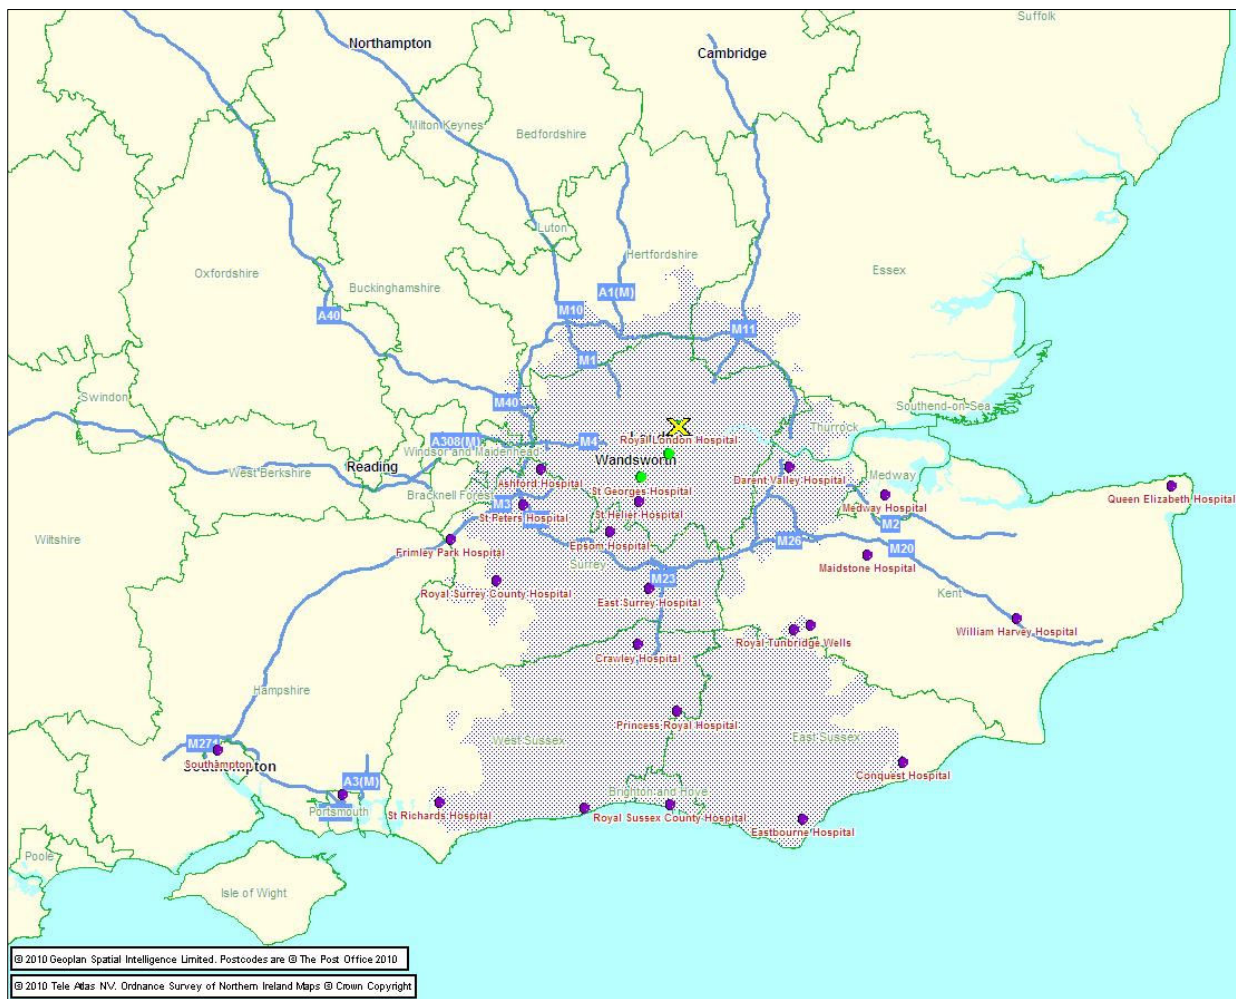 Suffolk
Northampton
Cambridge
Milton Keynes
Bedfordshire
Luton
Hertfordshire
Oxfordshire
Essex
Buckinghamshire
A1(M)
M10
A40
M11
M1
Swindon
M40
Southend-on-Sea
Thurrock
A308(M)
M4
Royal London Hospital
Windsor and Maidenhead
Wandsworth
Reading
West Berkshire
Ashford Hospital
Darent Valley Hospital
Medway
Bracknell Forest
St Georges Hospital
Queen Elizabeth Hospital
M3
Medway Hospital
St Peters Hospital
St Helier Hospital
M2
Wiltshire
Epsom Hospital
M26
M20
Frimley Park Hospital
Surrey
Maidstone Hospital
M23
Royal Surrey County Hospital
East Surrey Hospital
Kent
William Harvey Hospital
Royal Tunbridge Wells
Crawley Hospital
Hampshire
Princess Royal Hospital
West Sussex
East Sussex
M271
Southampton
Southampton
Conquest Hospital
A3(M)
Brighton and Hove
Portsmouth
St Richards Hospital
Royal Sussex County Hospital
Eastbourne Hospital
Poole
Isle of Wight
© 2010 Geoplan Spatial Intelligence Limited. Postcodes are © The Post Office 2010
© 2010 Tele Atlas NV. Ordnance Survey of Northern Ireland Maps © Crown Copyright